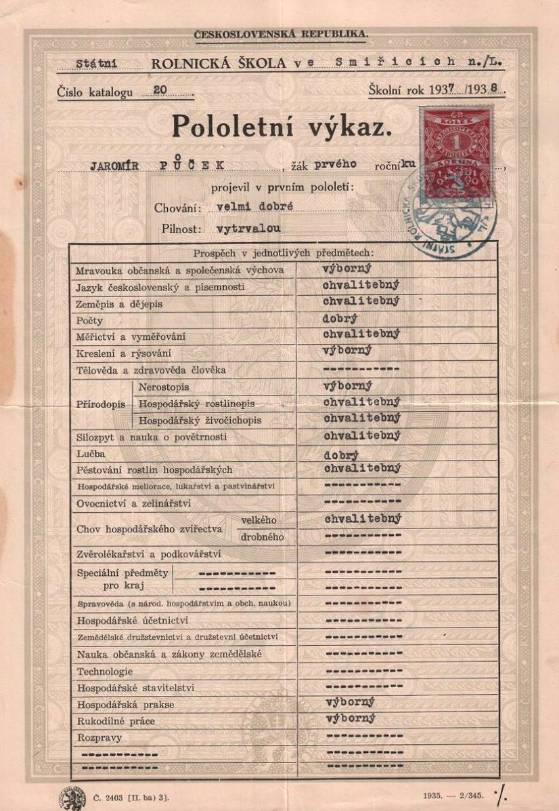 ČESKOSLOVENSKÁ REPUBLIKA.
Státní ROLNICKÁ ŠKOLA ve Smiřicích n./L.
Číslo katalogu 20 Školní rok 1937/1938.
Pololetní výkaz.
KOLEK
1
KORUNA
JAROMÍR PŮČEK, žák prvého ročníku,
projevil v prvním pololetí:
Chování: velmi dobré
Pilnost: vytrvalou
Prospěch v jednotlivých předmětech:
Mravouka občanská a společenská výchova výborný
Jazyk československý a písemnosti chvalitebný
Zeměpis a dějepis chvalitebný
Počty dobrý
Měřictví a vyměřování chvalitebný
Kreslení a rýsování výborný
Tělověda a zdravověda člověka -----------
Přírodopis Nerostopis výborný
Hospodářský rostlinopis chvalitebný
Hospodářský živočichopis chvalitebný
Silozpyt a nauka o povětrnosti chvalitebný
Lučba dobrý
Pěstování rostlin hospodářských chvalitebný
Hospodářské meliorace, lukařství a pastvinářství -----------
Ovocnictví a zelinářství -----------
Chov hospodářského zvířectva velkého chvalitebný
drobného -----------
Zvěrolékařství a podkovářství -----------
Speciální předměty pro kraj ----------- -----------
Spravověda (s národ. hospodářstvím a obch. naukou) -----------
Hospodářské účetnictví -----------
Zemědělské družstevnictví a družstevní účetnictví -----------
Nauka občanská a zákony zemědělské -----------
Technologie -----------
Hospodářské stavitelství -----------
Hospodářská prakse výborný
Rukodílné práce výborný
Rozpravy -----------
----------- -----------
----------- -----------
Č. 2403 [II. ba) 3]. 1935. — 2/345. ·/.